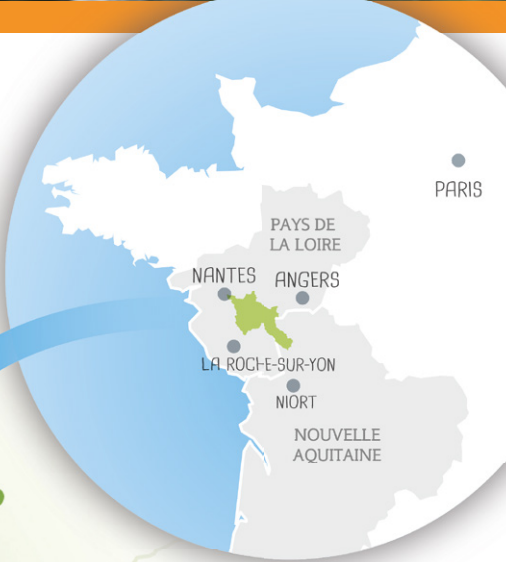 PARIS
PAYS DE
LA LOIRE
NANTES
ANGERS
LA ROCHE-SUR-YON
NIORT
NOUVELLE
AQUITAINE